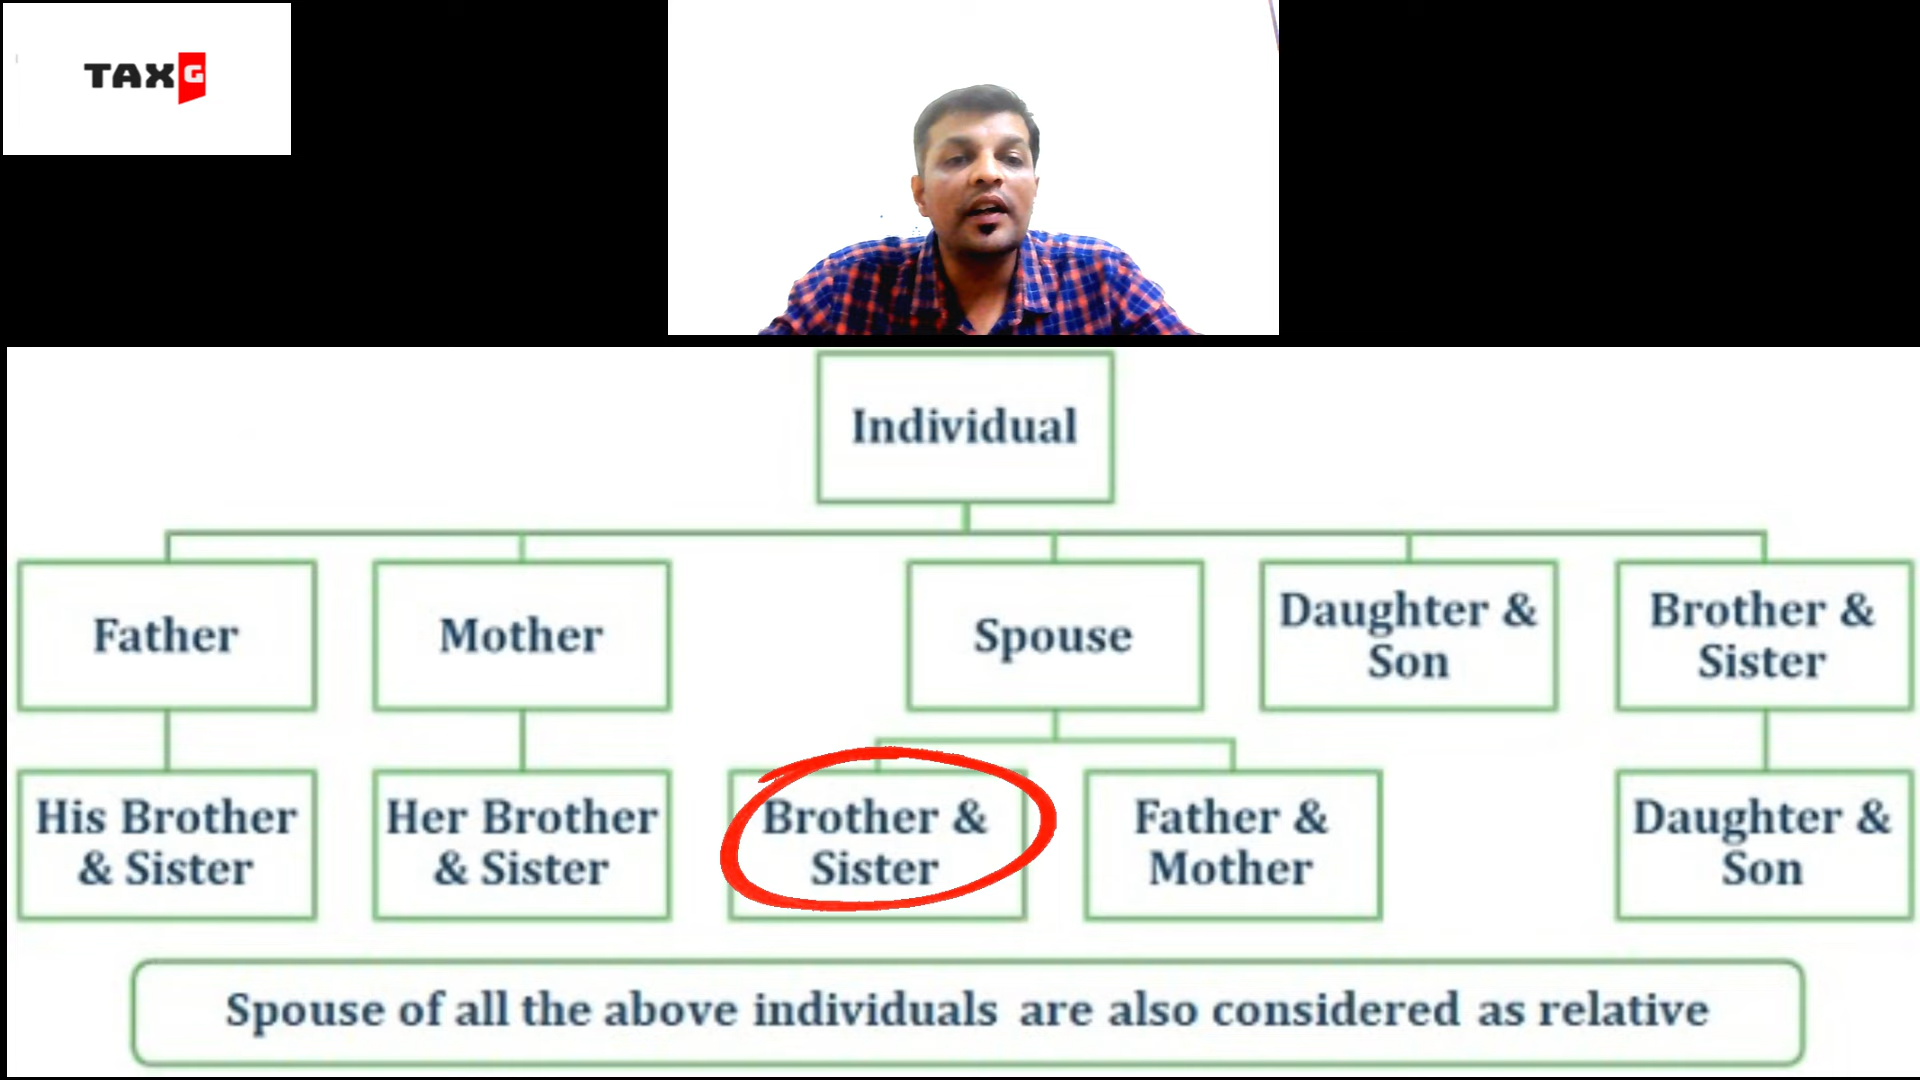 TAXG
Individual
Father
Mother
Spouse
Daughter &
Son
Brother &
Sister
His Brother
& Sister
Her Brother
& Sister
Brother &
Sister
Father &
Mother
Daughter &
Son
Spouse of all the above individuals are also considered as relative